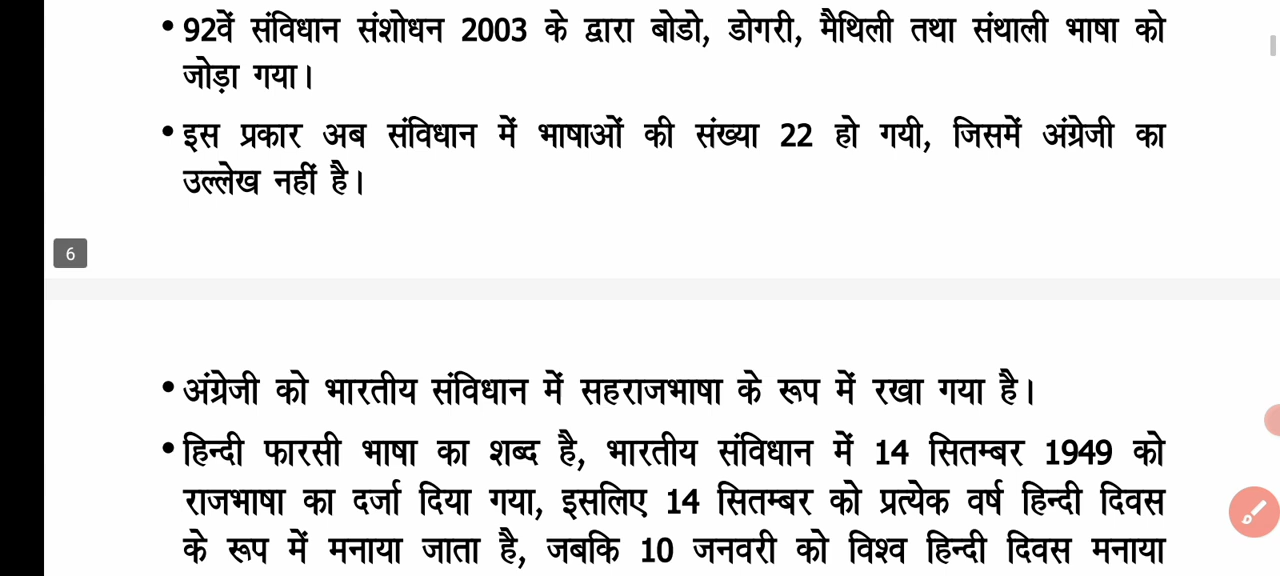 • 92वें संविधान संशोधन 2003 के द्वारा बोडो, डोगरी, मैथिली तथा संथाली भाषा को
जोड़ा गया।
• इस प्रकार अब संविधान में भाषाओं की संख्या 22 हो गयी, जिसमें अंग्रेजी का
उल्लेख नहीं है।
6
• अंग्रेजी को भारतीय संविधान में सहराजभाषा के रूप में रखा गया है।
• हिन्दी फारसी भाषा का शब्द है, भारतीय संविधान में 14 सितम्बर 1949 को
राजभाषा का दर्जा दिया गया, इसलिए 14 सितम्बर को प्रत्येक वर्ष हिन्दी दिवस
के रूप में मनाया जाता है, जबकि 10 जनवरी को विश्व हिन्दी दिवस मनाया